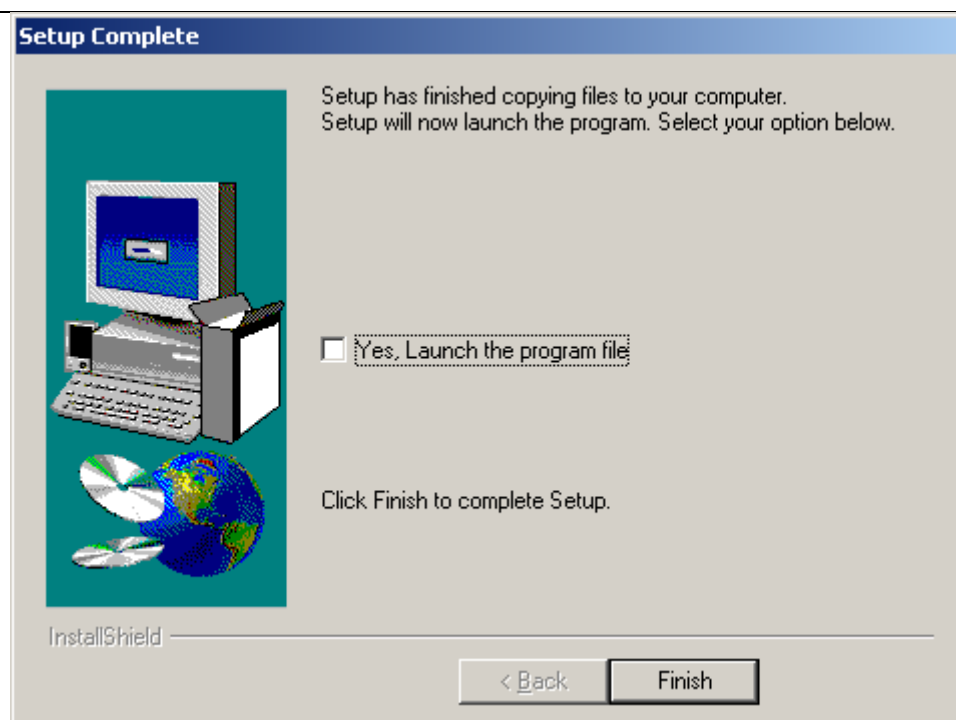 Setup Complete
Setup has finished copying files to your computer.
Setup will now launch the program. Select your option below.
Yes, Launch the program file
Click Finish to complete Setup.
InstallShield
< Back
Finish